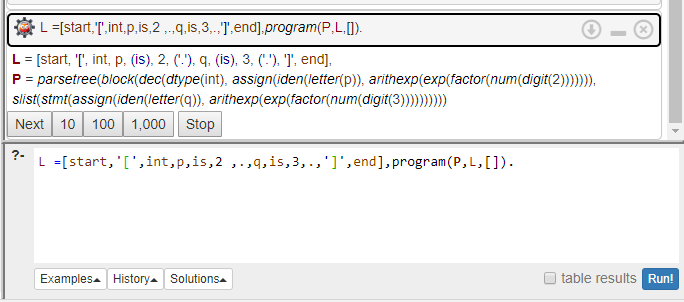 L =[start,'[',int,p,is,2 ,.,q,is,3,.,']',end],program(P,L,[]).
L = [start, '[', int, p, (is), 2, ('.'), q, (is), 3, ('.'), ']', end],
P = parsetree(block(dec(dtype(int), assign(iden(letter(p)), arithexp(exp(factor(num(digit(2))))))),
slist(stmt(assign(iden(letter(q)), arithexp(exp(factor(num(digit(3))))))))))
Next 10 100 1,000 Stop
?- L =[start,'[',int,p,is,2 ,.,q,is,3,.,']',end],program(P,L,[]).
Examples History Solutions table results Run!